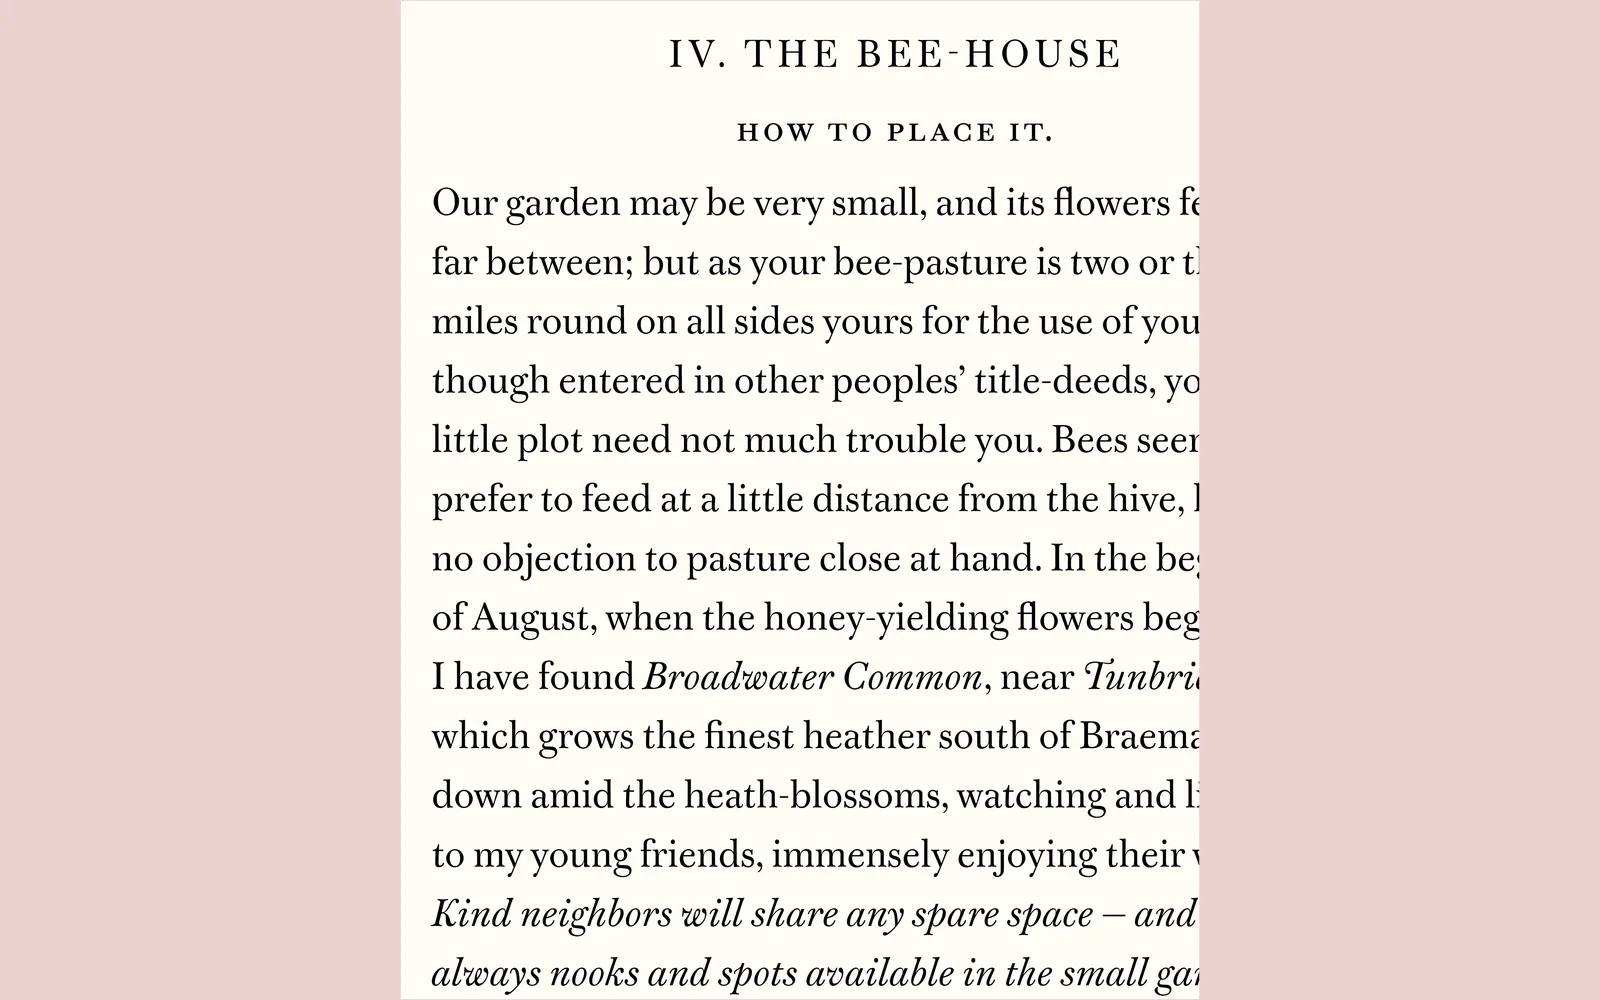 IV. THE BEE-HOUSE
HOW TO PLACE IT.
Our garden may be very small, and its flowers
far between; but as your bee-pasture is two or
miles round on all sides yours for the use of
though entered in other peoples’ title-deeds,
little plot need not much trouble you. Bees
prefer to feed at a little distance from the hive,
no objection to pasture close at hand. In the
of August, when the honey-yielding flowers
I have found Broadwater Common, near
which grows the finest heather south of
down amid the heath-blossoms, watching and
to my young friends, immensely enjoying their
Kind neighbors will share any spare space – and
always nooks and spots available in the small